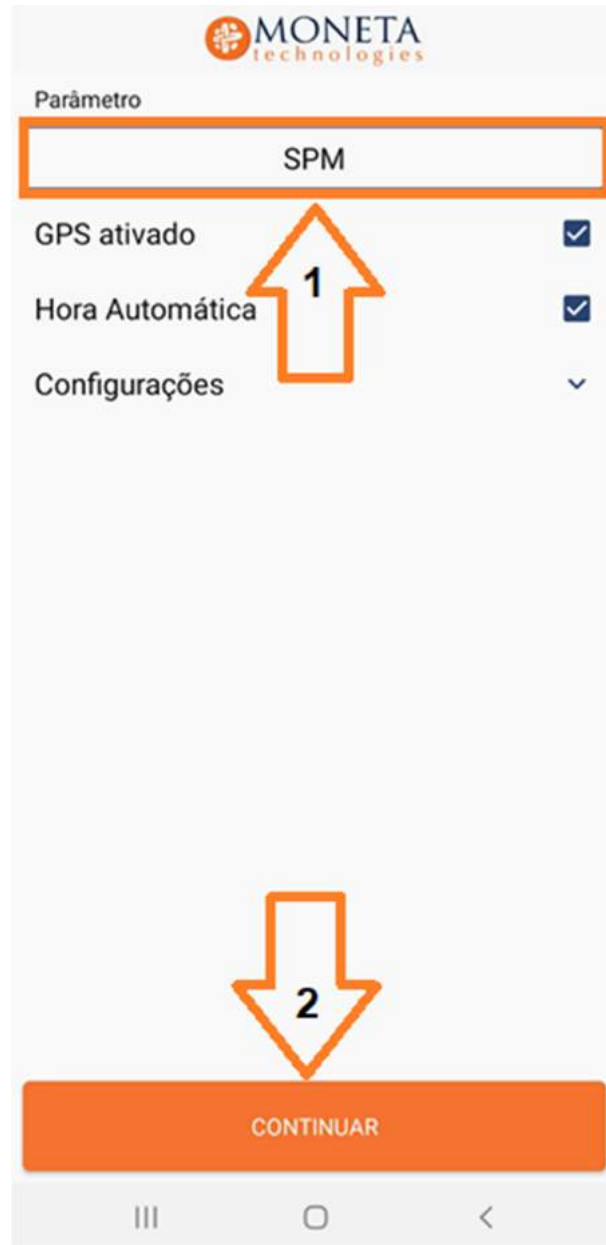 MONETA
technologies
Parâmetro
SPM
GPS ativado
1
Hora Automática
Configurações
2
CONTINUAR